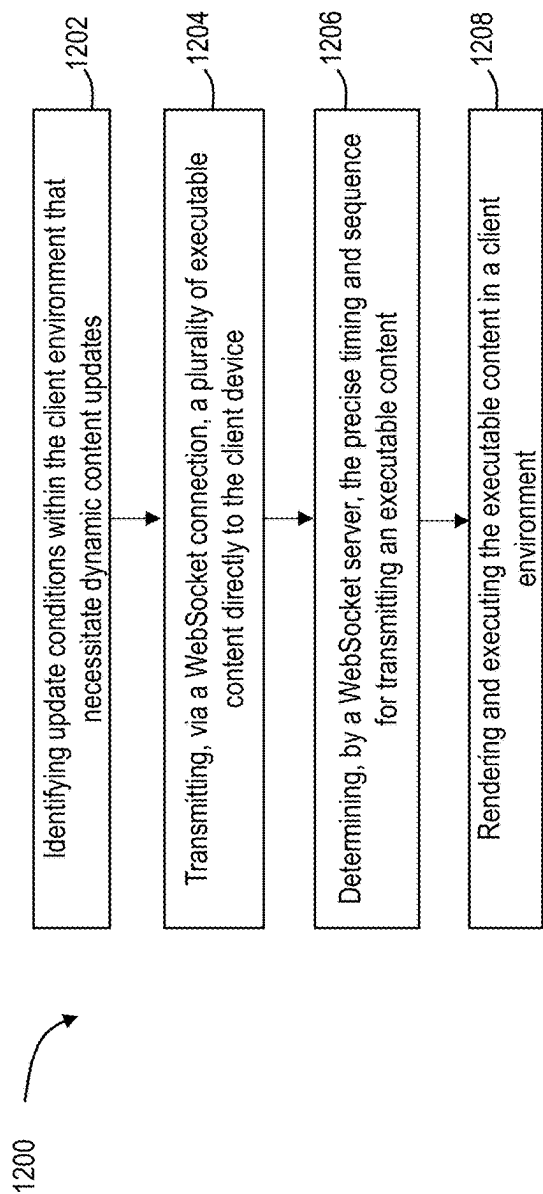 1200
Identifying update conditions within the client environment that
necessitate dynamic content updates
1202
Transmitting, via a WebSocket connection, a plurality of executable
content directly to the client device
1204
Determining, by a WebSocket server, the precise timing and sequence
for transmitting an executable content
1206
Rendering and executing the executable content in a client
environment
1208